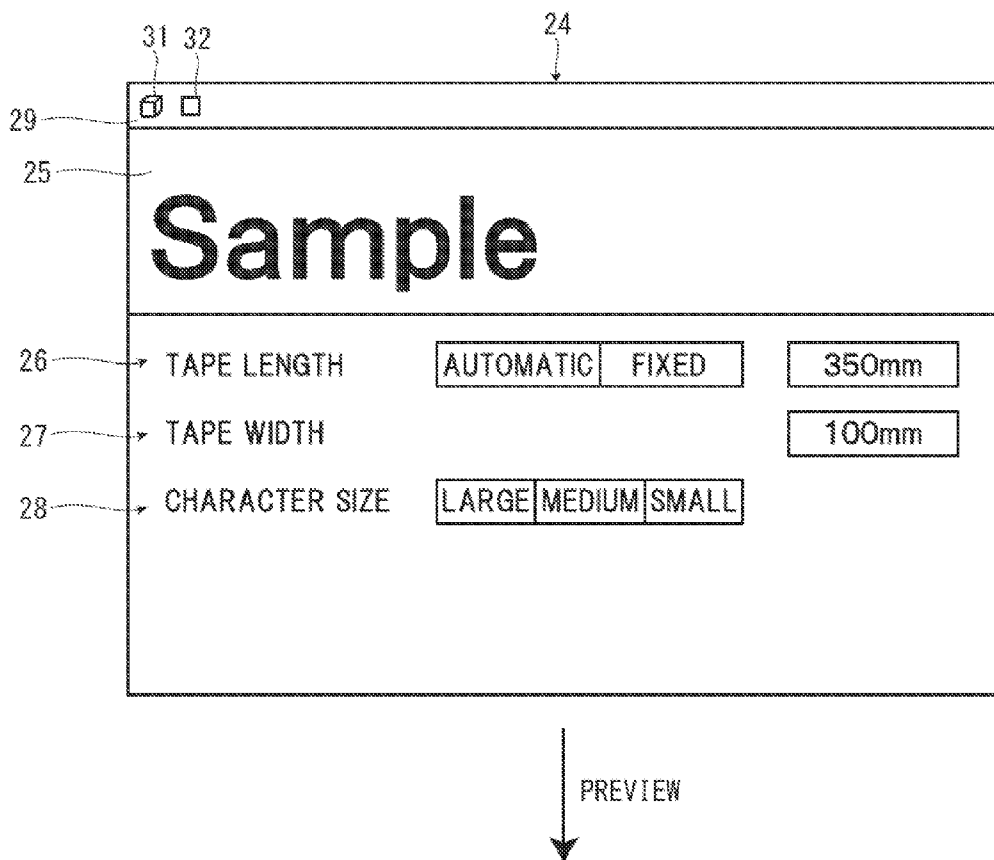 31 32 24
29
25
Sample
26 TAPE LENGTH AUTOMATIC FIXED 350mm
27 TAPE WIDTH 100mm
28 CHARACTER SIZE LARGE MEDIUM SMALL
PREVIEW